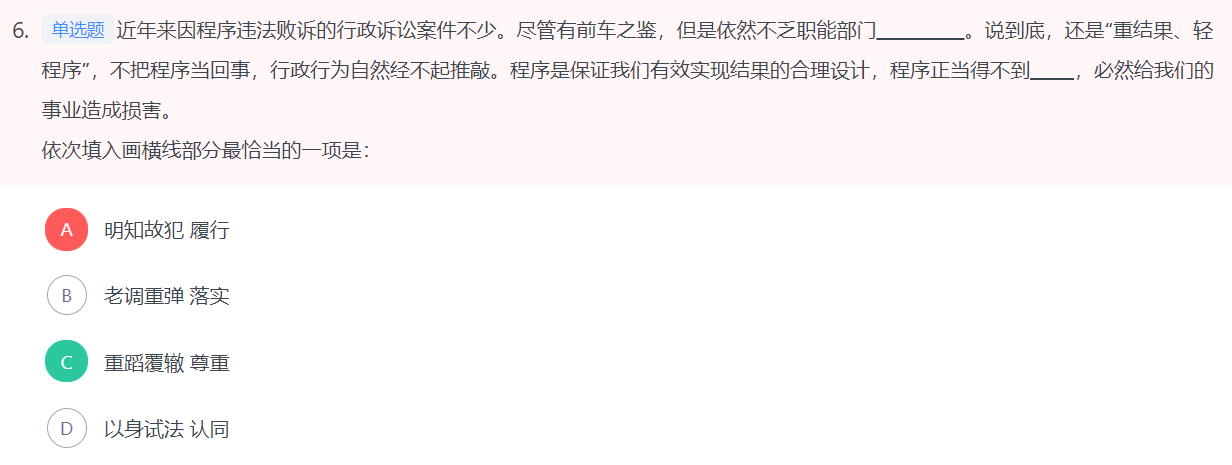 6. 单选题 近年来因程序违法败诉的行政诉讼案件不少。尽管有前车之鉴，但是依然不乏职能部门________。说到底，还是“重结果、轻
程序”，不把程序当回事，行政行为自然经不起推敲。程序是保证我们有效实现结果的合理设计，程序正当得不到____，必然给我们的
事业造成损害。
依次填入画横线部分最恰当的一项是：
A 明知故犯 履行
B 老调重弹 落实
C 重蹈覆辙 尊重
D 以身试法 认同